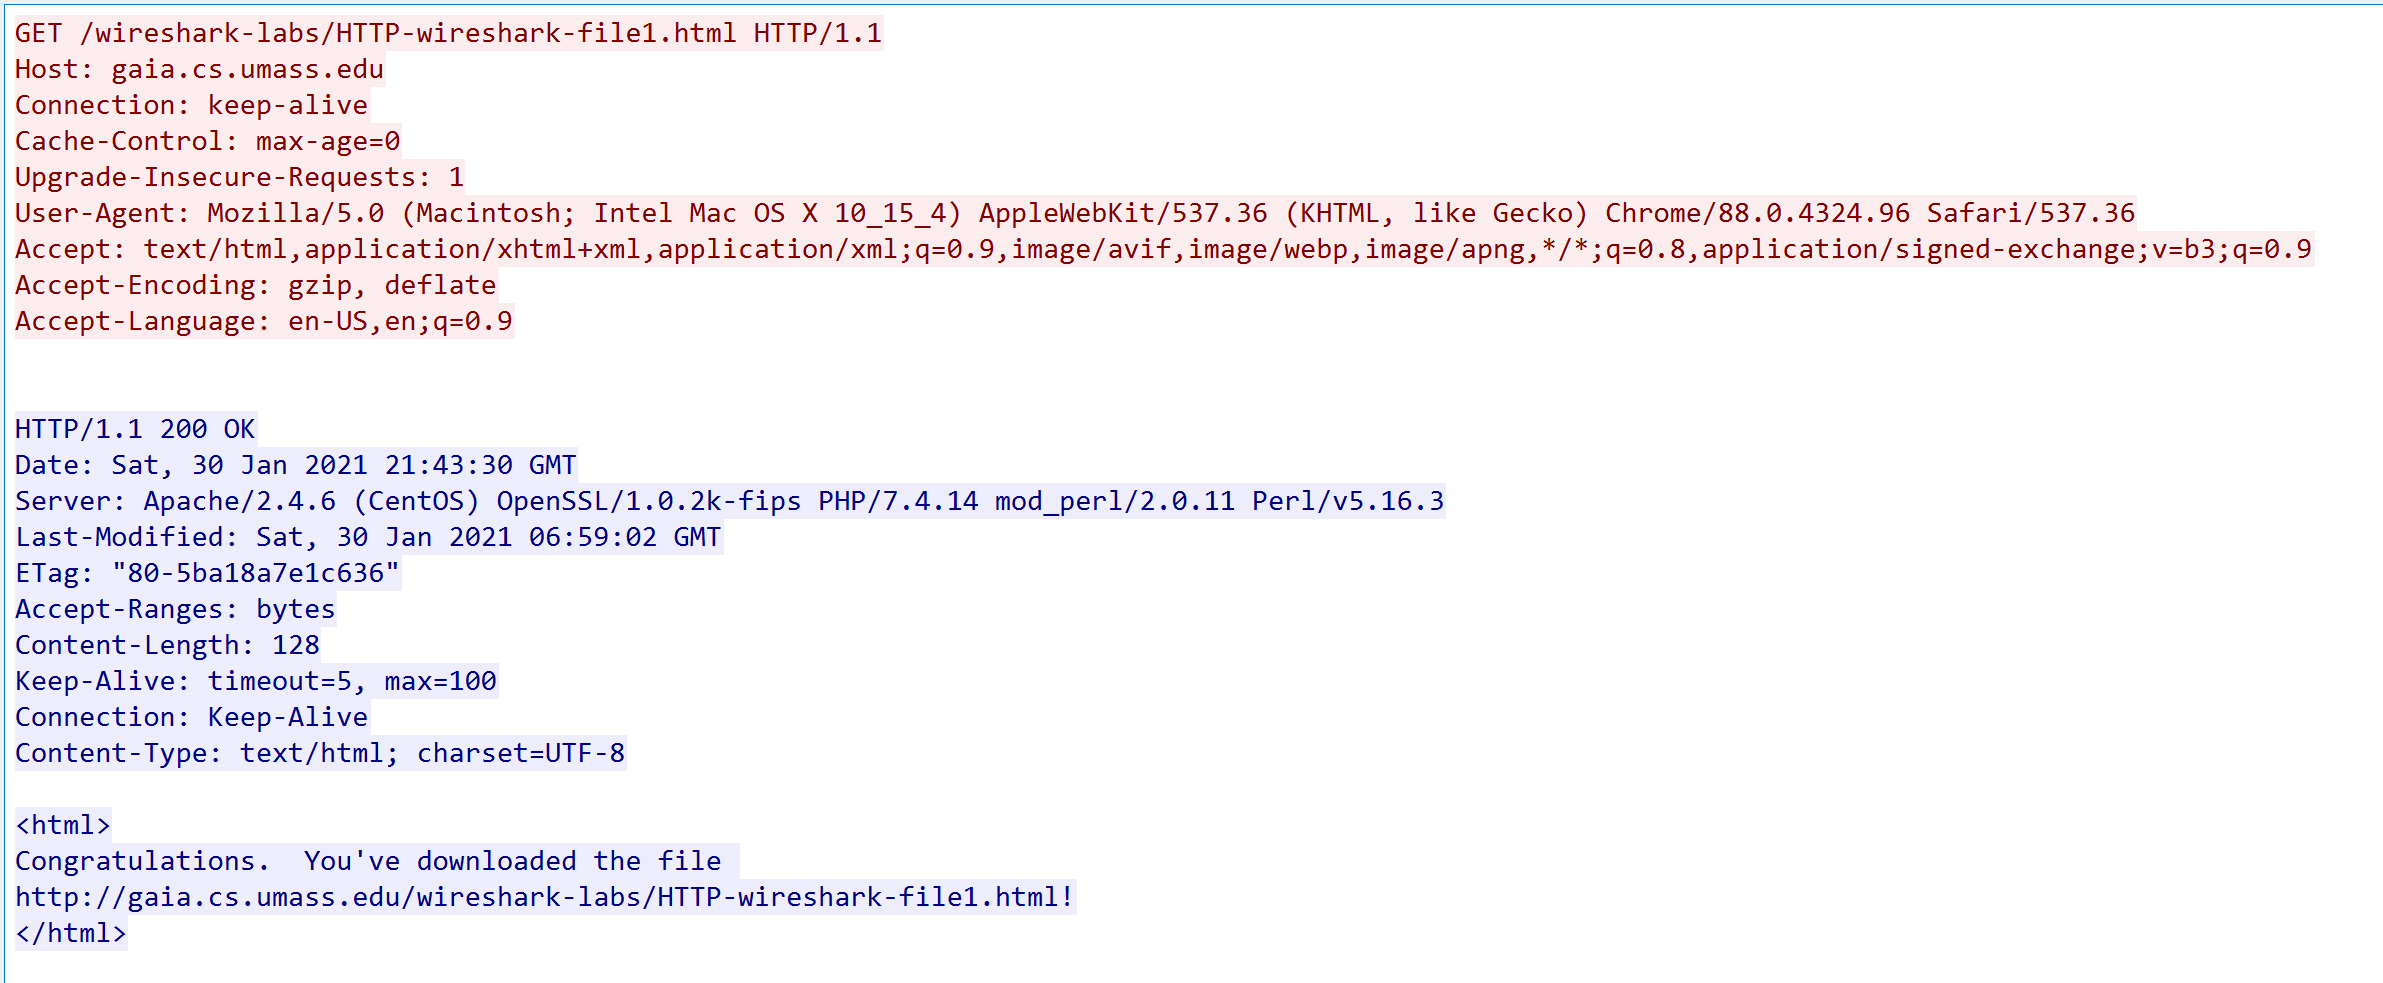 GET /wireshark-labs/HTTP-wireshark-file1.html HTTP/1.1
Host: gaia.cs.umass.edu
Connection: keep-alive
Cache-Control: max-age=0
Upgrade-Insecure-Requests: 1
User-Agent: Mozilla/5.0 (Macintosh; Intel Mac OS X 10_15_4) AppleWebKit/537.36 (KHTML, like Gecko) Chrome/88.0.4324.96 Safari/537.36
Accept: text/html,application/xhtml+xml,application/xml;q=0.9,image/avif,image/webp,image/apng,*/*;q=0.8,application/signed-exchange;v=b3;q=0.9
Accept-Encoding: gzip, deflate
Accept-Language: en-US,en;q=0.9
HTTP/1.1 200 OK
Date: Sat, 30 Jan 2021 21:43:30 GMT
Server: Apache/2.4.6 (CentOS) OpenSSL/1.0.2k-fips PHP/7.4.14 mod_perl/2.0.11 Perl/v5.16.3
Last-Modified: Sat, 30 Jan 2021 06:59:02 GMT
ETag: "80-5ba18a7e1c636"
Accept-Ranges: bytes
Content-Length: 128
Keep-Alive: timeout=5, max=100
Connection: Keep-Alive
Content-Type: text/html; charset=UTF-8
<html>
Congratulations.  You've downloaded the file
http://gaia.cs.umass.edu/wireshark-labs/HTTP-wireshark-file1.html!
</html>